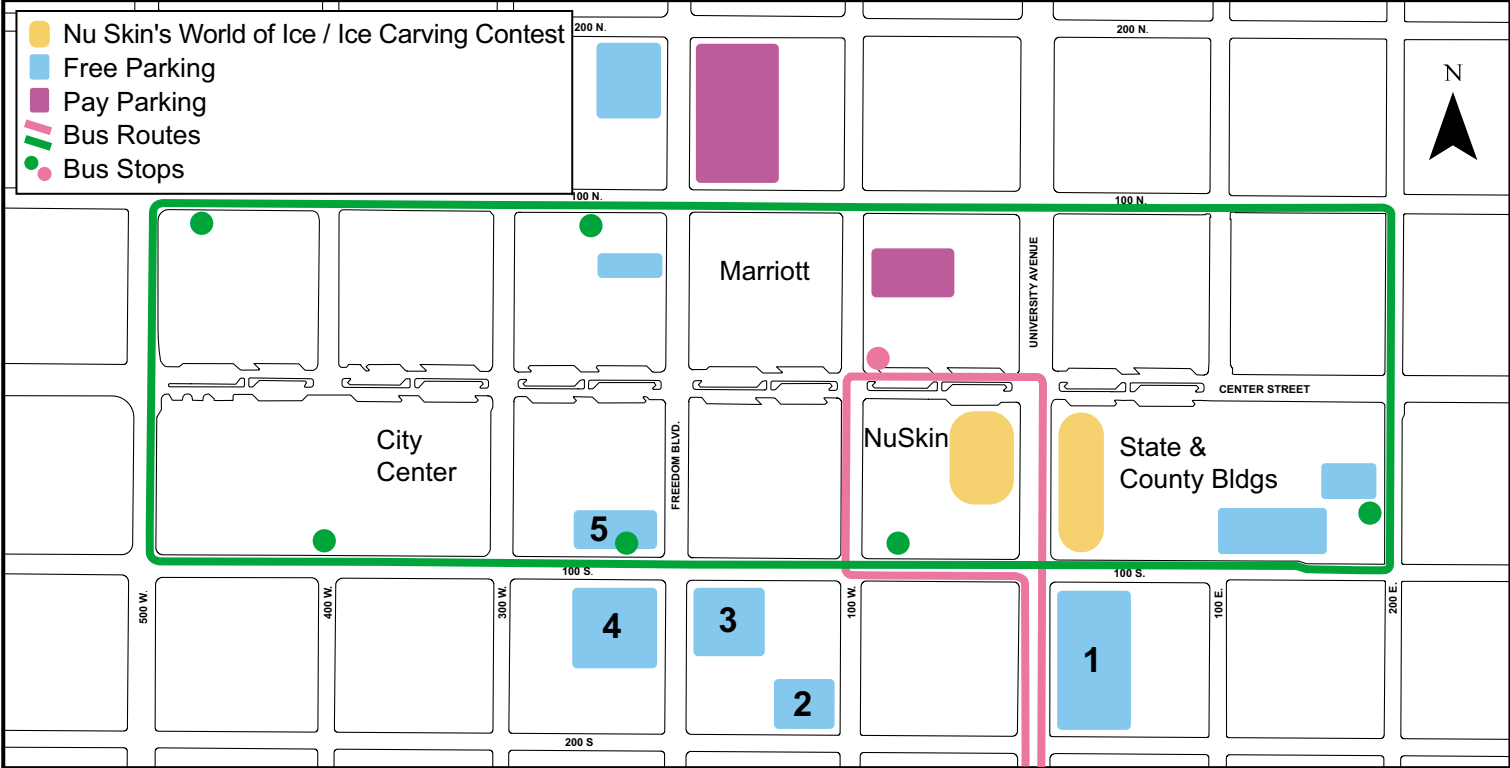 Nu Skin's World of Ice / Ice Carving Contest
Free Parking
Pay Parking
Bus Routes
Bus Stops
200 N.
200 N.
N
100 N.
100 N.
Marriott
UNIVERSITY AVENUE
CENTER STREET
City
Center
FREEDOM BLVD.
NuSkin
State &
County Bldgs
5
100 S.
100 S.
500 W.
400 W.
300 W.
100 W.
100 E.
200 E.
4
3
2
1
200 S